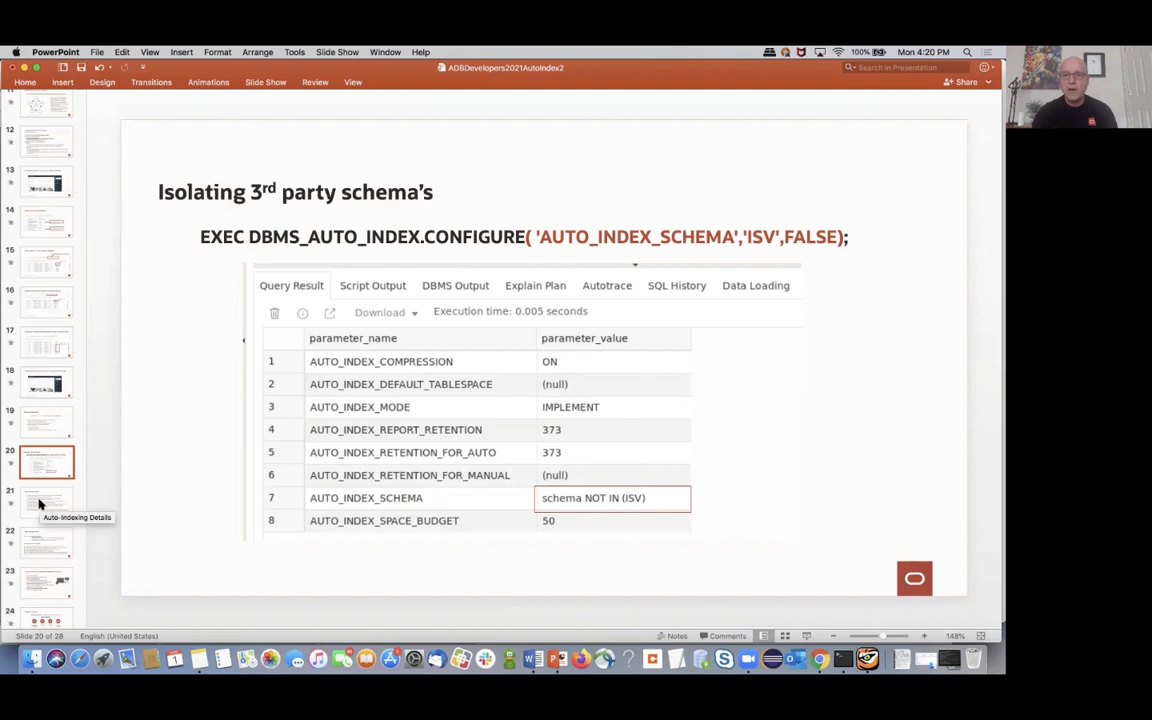 PowerPoint File Edit View Insert Format Arrange Tools Slide Show Window Help 100% Mon 4:20 PM
ADBDevelopers2021AutoIndex2 Search in Presentation
Home Insert Design Transitions Animations Slide Show Review View Share
12
13
14
15
16
17
18
19
20
21
22
23
24
Auto-Indexing Details
Isolating 3rd party schema's
EXEC DBMS_AUTO_INDEX.CONFIGURE( 'AUTO_INDEX_SCHEMA','ISV',FALSE);
Query Result Script Output DBMS Output Explain Plan Autotrace SQL History Data Loading
Download Execution time: 0.005 seconds
parameter_name parameter_value
1 AUTO_INDEX_COMPRESSION ON
2 AUTO_INDEX_DEFAULT_TABLESPACE (null)
3 AUTO_INDEX_MODE IMPLEMENT
4 AUTO_INDEX_REPORT_RETENTION 373
5 AUTO_INDEX_RETENTION_FOR_AUTO 373
6 AUTO_INDEX_RETENTION_FOR_MANUAL (null)
7 AUTO_INDEX_SCHEMA schema NOT IN (ISV)
8 AUTO_INDEX_SPACE_BUDGET 50
Slide 20 of 28 English (United States) Notes Comments 148%